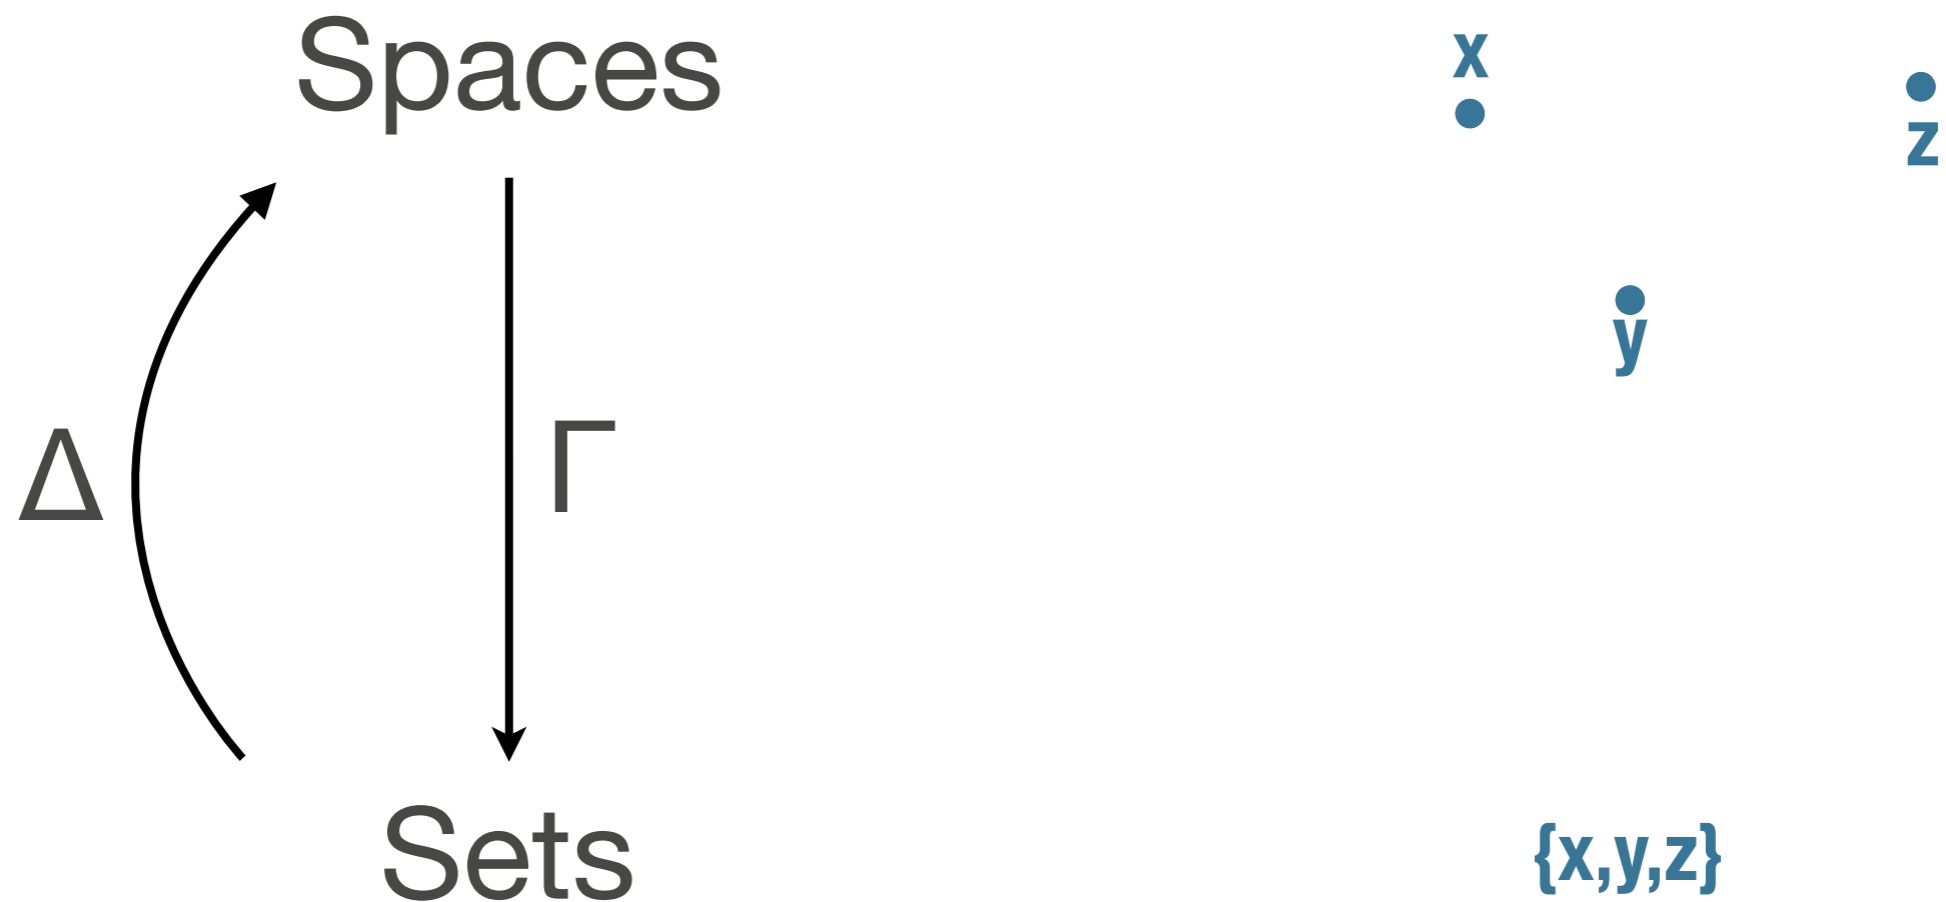 Spaces
x
z
y
Δ
Γ
Sets
{x,y,z}